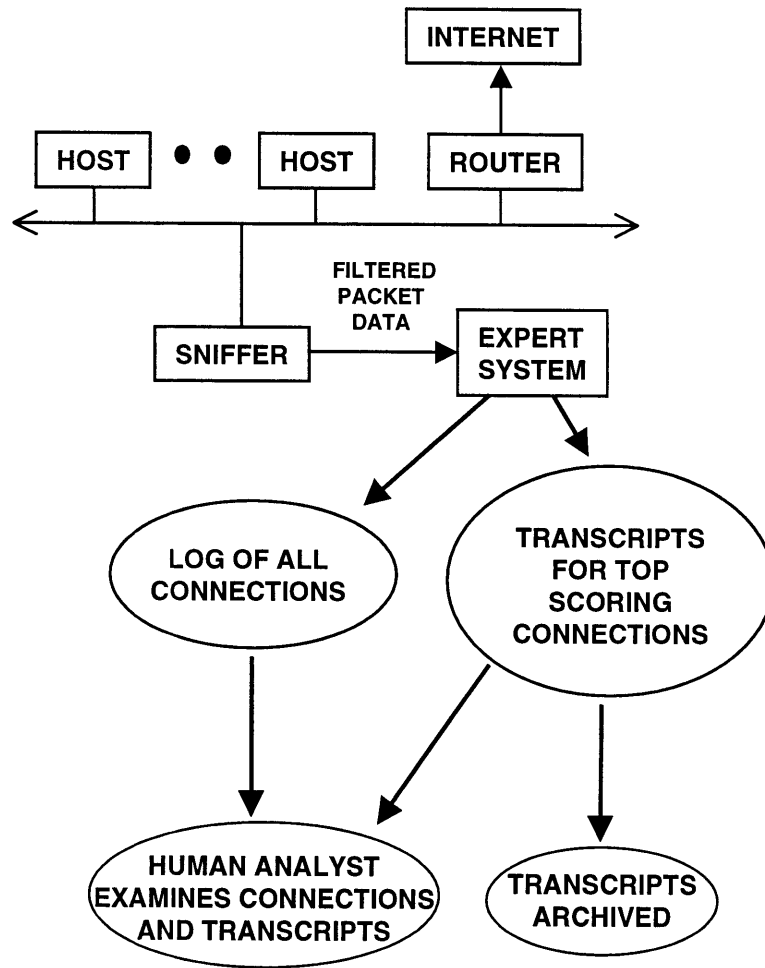 INTERNET
HOST
HOST
ROUTER
FILTERED
PACKET
DATA
SNIFFER
EXPERT
SYSTEM
LOG OF ALL
CONNECTIONS
TRANSCRIPTS
FOR TOP
SCORING
CONNECTIONS
HUMAN ANALYST
EXAMINES CONNECTIONS
AND TRANSCRIPTS
TRANSCRIPTS
ARCHIVED